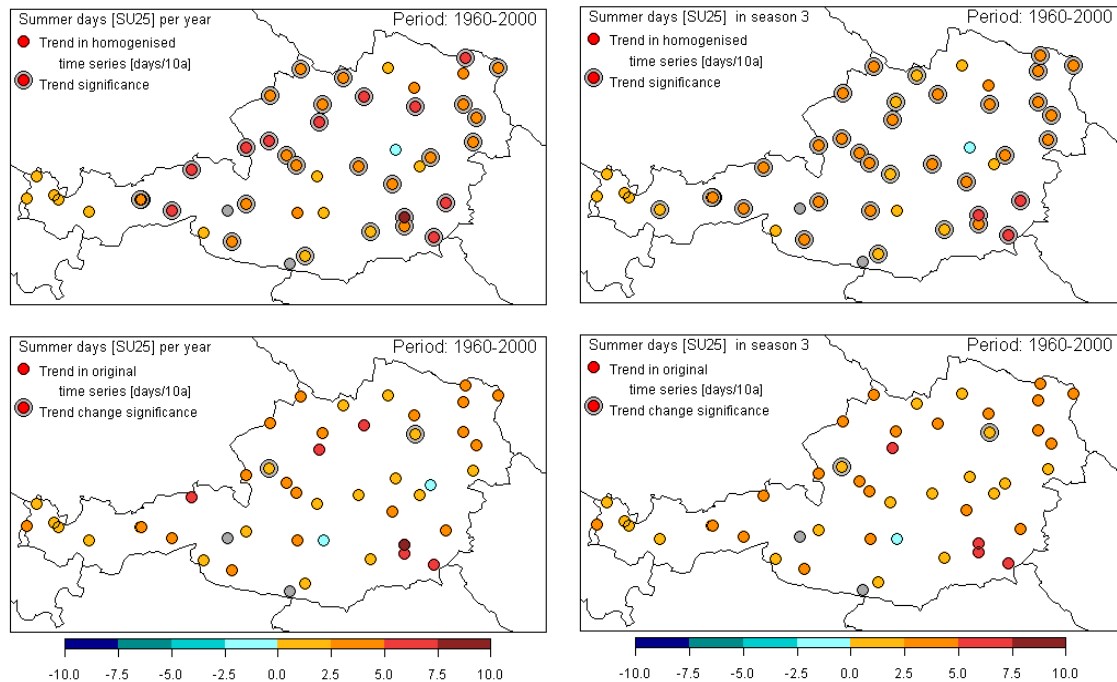 Summer days [SU25] per year
Period: 1960-2000
Trend in homogenised
time series [days/10a]
Trend significance
Summer days [SU25] in season 3
Period: 1960-2000
Trend in homogenised
time series [days/10a]
Trend significance
Summer days [SU25] per year
Period: 1960-2000
Trend in original
time series [days/10a]
Trend change significance
Summer days [SU25] in season 3
Period: 1960-2000
Trend in original
time series [days/10a]
Trend change significance
-10.0 -7.5 -5.0 -2.5 0.0 2.5 5.0 7.5 10.0
-10.0 -7.5 -5.0 -2.5 0.0 2.5 5.0 7.5 10.0